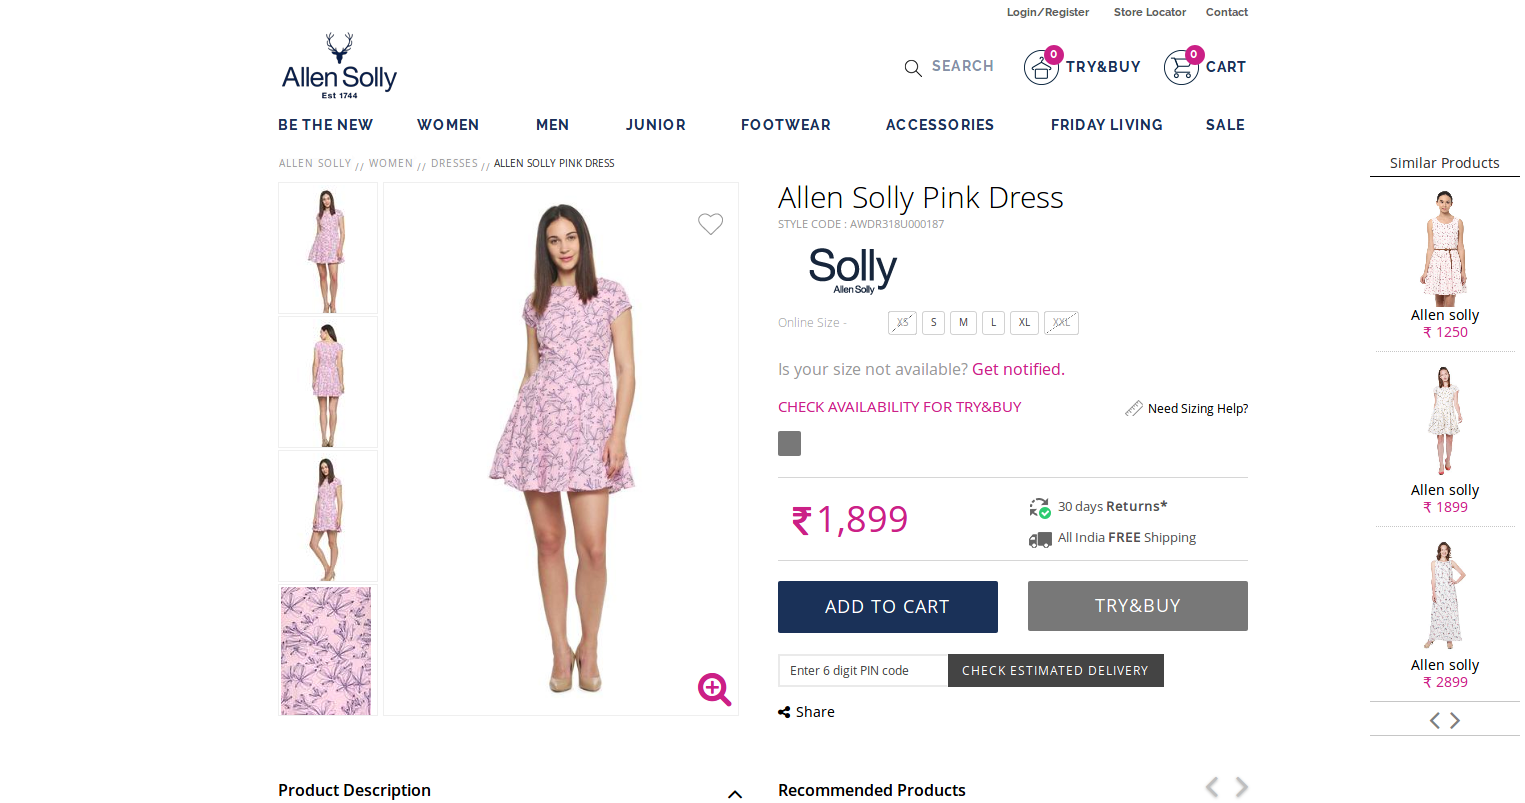 Login/Register Store Locator Contact
Allen Solly
Est 1744
SEARCH 0 TRY&BUY 0 CART
BE THE NEW WOMEN MEN JUNIOR FOOTWEAR ACCESSORIES FRIDAY LIVING SALE
ALLEN SOLLY // WOMEN // DRESSES // ALLEN SOLLY PINK DRESS
Allen Solly Pink Dress
STYLE CODE : AWDR318U000187
Solly
Allen Solly
Online Size - XS S M L XL XXL
Is your size not available? Get notified.
CHECK AVAILABILITY FOR TRY&BUY
Need Sizing Help?
₹1,899
30 days Returns*
All India FREE Shipping
ADD TO CART TRY&BUY
Enter 6 digit PIN code CHECK ESTIMATED DELIVERY
Share
Similar Products
Allen solly
₹ 1250
Allen solly
₹ 1899
Allen solly
₹ 2899
Product Description
Recommended Products